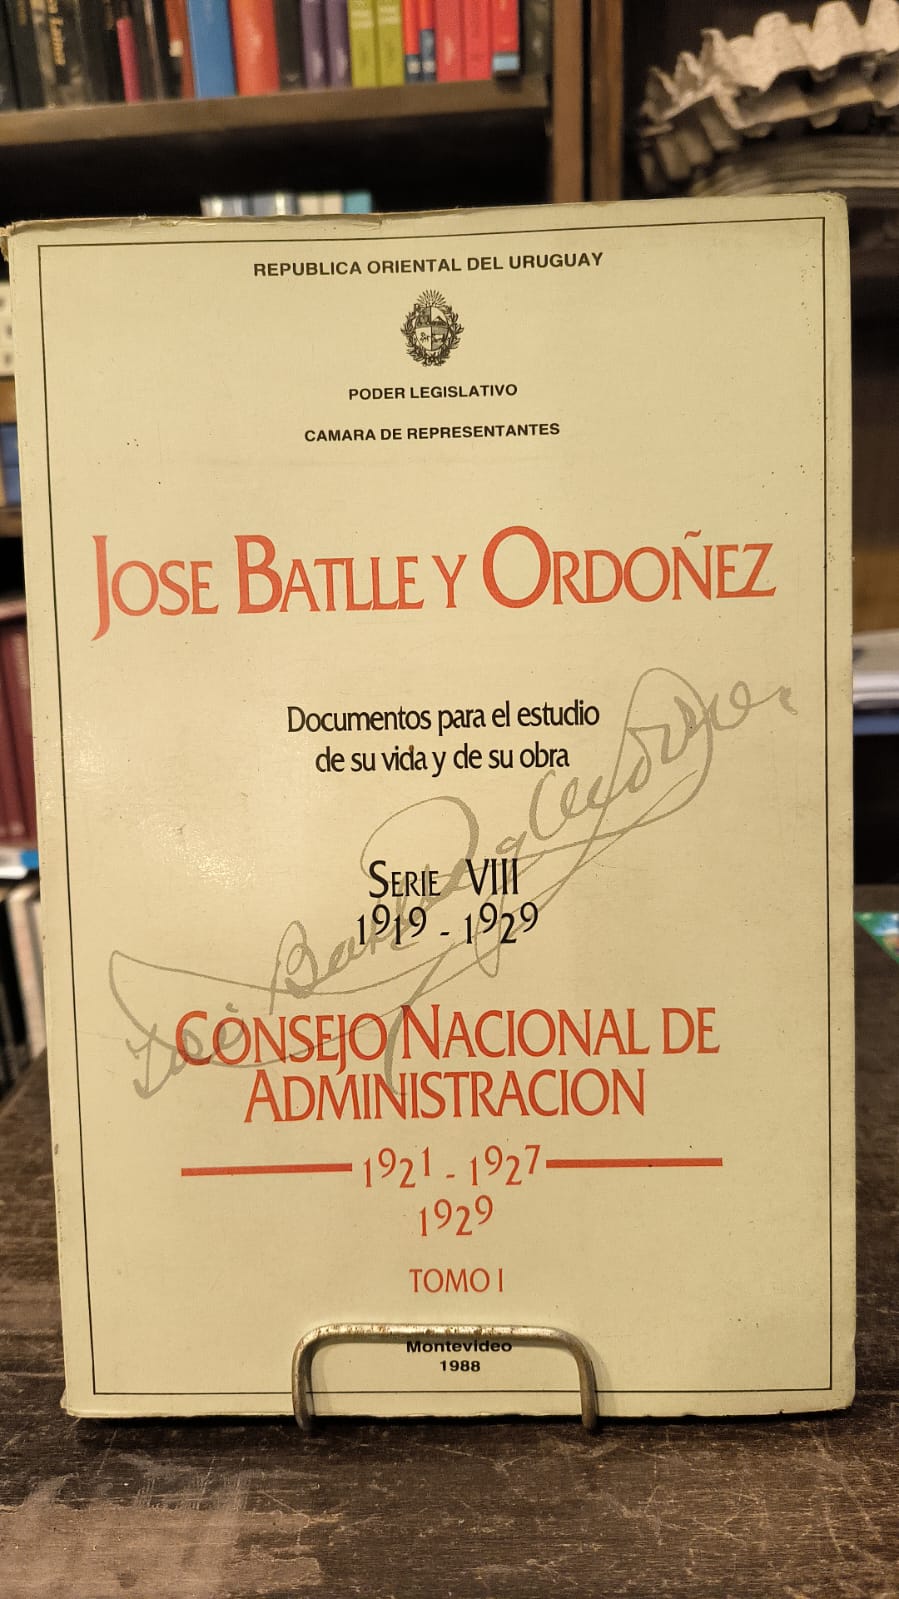 REPUBLICA ORIENTAL DEL URUGUAY
PODER LEGISLATIVO
CAMARA DE REPRESENTANTES
JOSE BATLLE Y ORDOÑEZ
Documentos para el estudio
de su vida y de su obra
SERIE VIII
1919 - 1929
CONSEJO NACIONAL DE
ADMINISTRACION
1921 - 1927
1929
TOMO I
Montevideo
1988